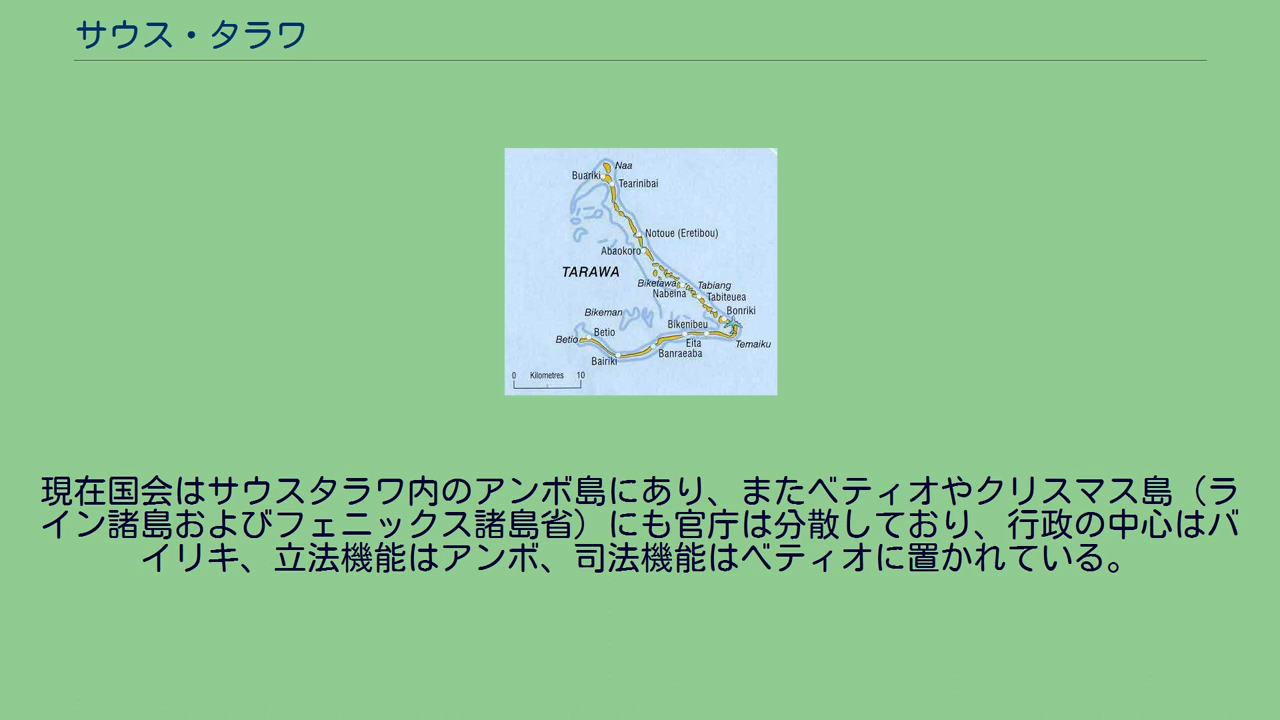 サウス・タラワ
Naa
Buariki
Tearinibai
Notoue (Eretibou)
Abaokoro
TARAWA
Biketawa
Tabiang
Nabeina
Tabiteuea
Bikeman
Bonriki
Bikenibeu
Betio
Betio
Eita
Temaiku
Banraeaba
Bairiki
0 Kilometres 10
現在国会はサウスタラワ内のアンボ島にあり、またベティオやクリスマス島（ラ
イン諸島およびフェニックス諸島省）にも官庁は分散しており、行政の中心はバ
イリキ、立法機能はアンボ、司法機能はベティオに置かれている。